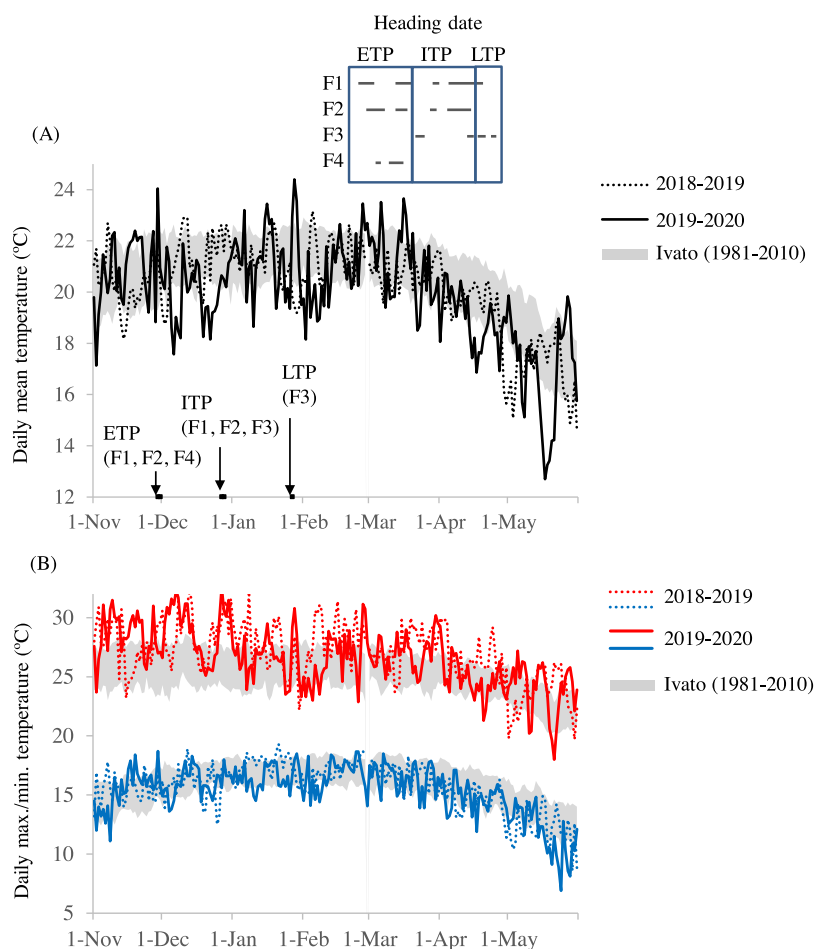 Heading date
ETP ITP LTP
F1
F2
F3
F4
(A)
24
22
20
18
16
14
12
Daily mean temperature (ºC)
2018-2019
2019-2020
Ivato (1981-2010)
ETP
(F1, F2, F4)
ITP
(F1, F2, F3)
LTP
(F3)
1-Nov 1-Dec 1-Jan 1-Feb 1-Mar 1-Apr 1-May
(B)
30
25
20
15
10
5
Daily max./min. temperature (ºC)
2018-2019
2019-2020
Ivato (1981-2010)
1-Nov 1-Dec 1-Jan 1-Feb 1-Mar 1-Apr 1-May